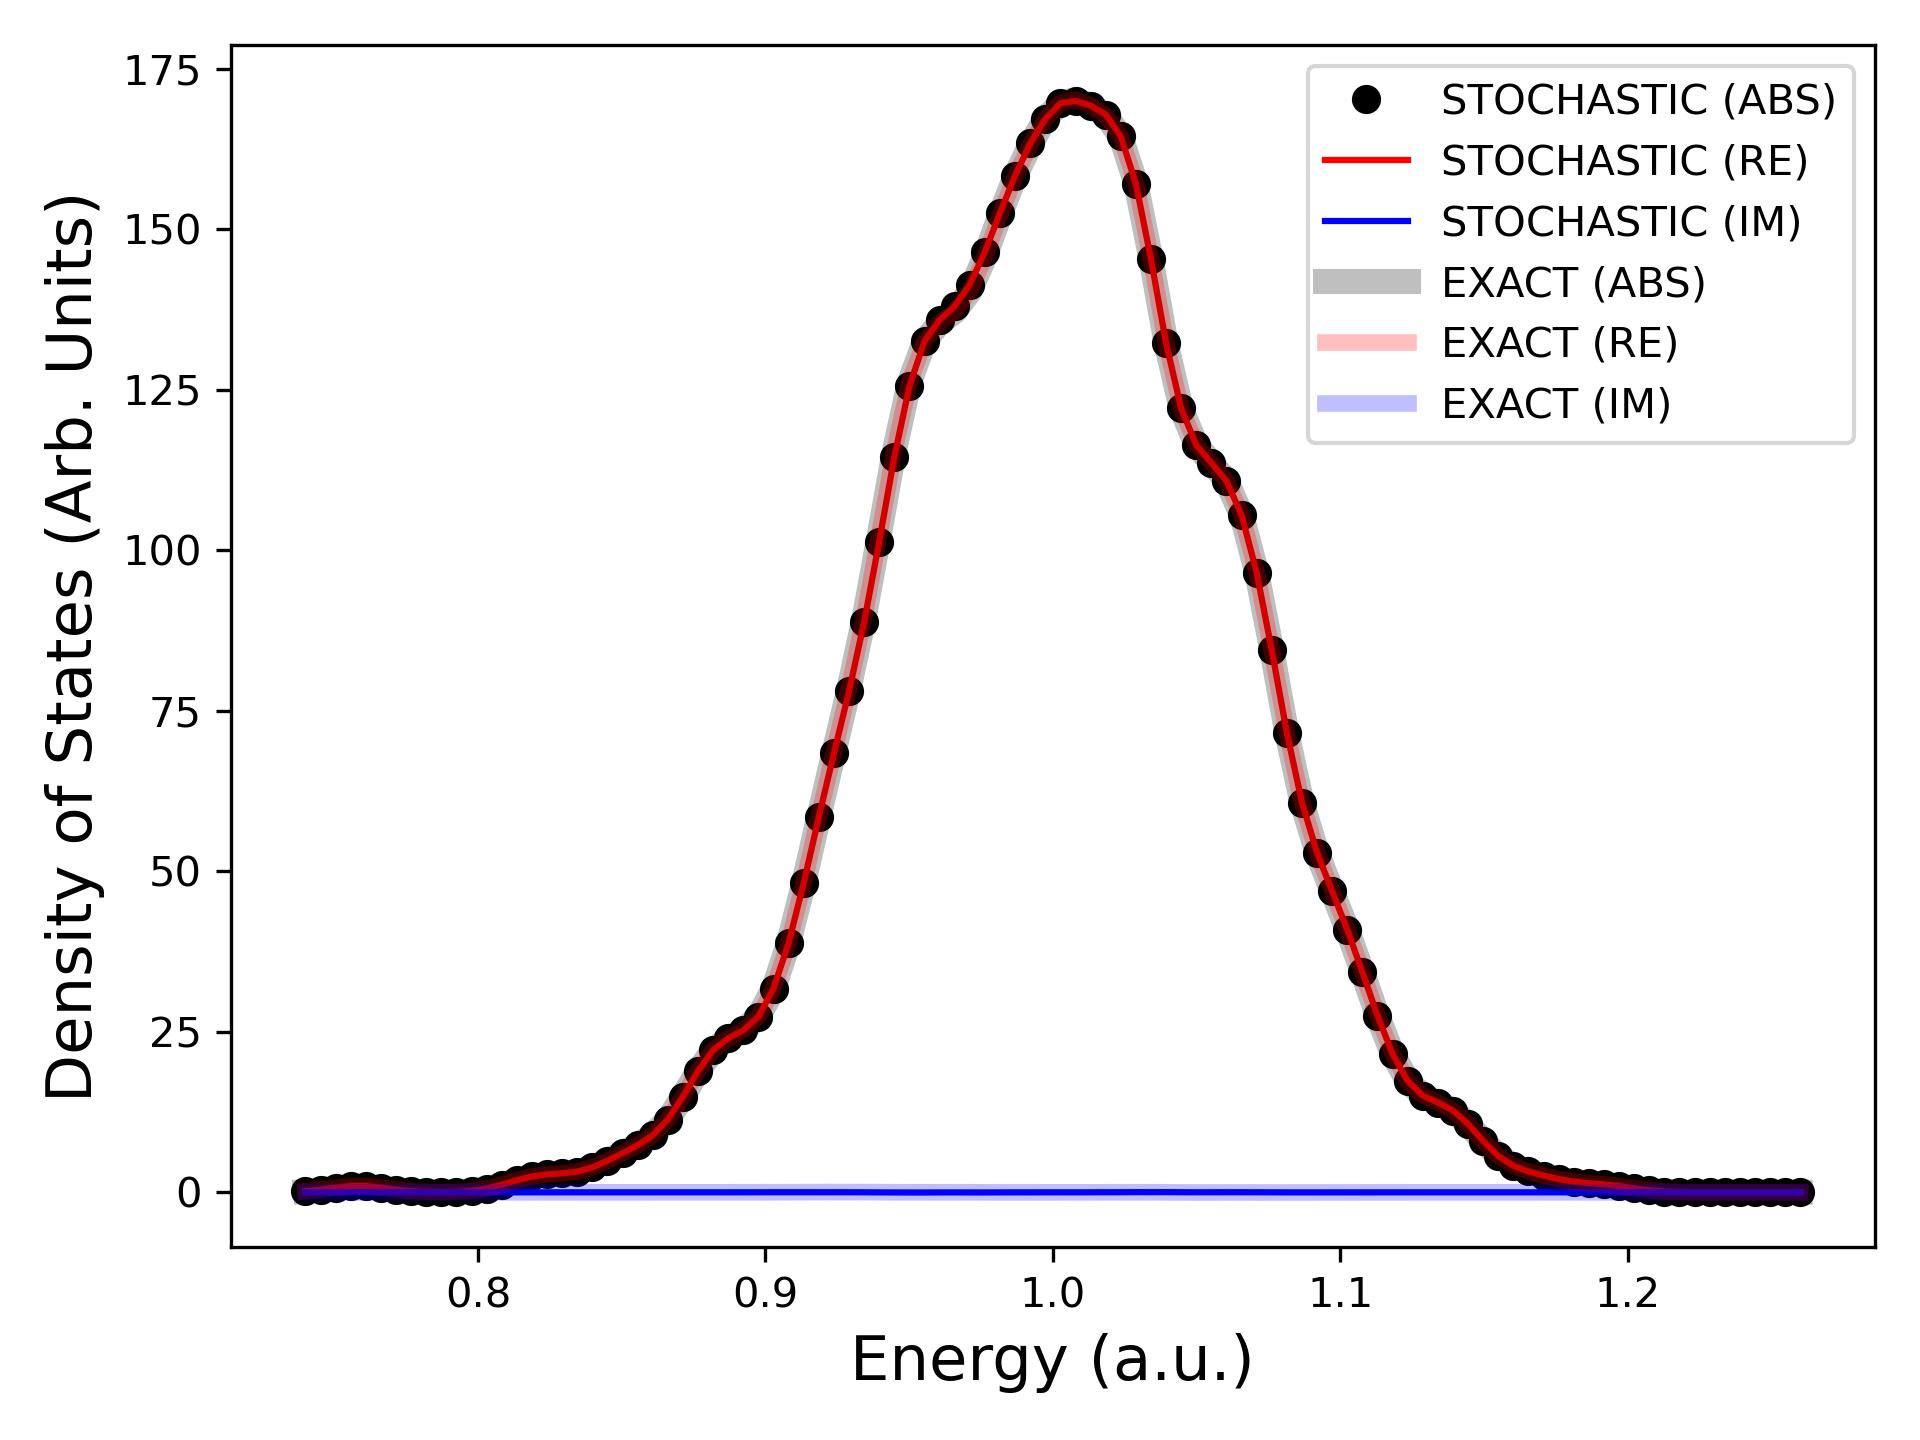 175
150
125
100
75
50
25
0
Density of States (Arb. Units)
STOCHASTIC (ABS)
STOCHASTIC (RE)
STOCHASTIC (IM)
EXACT (ABS)
EXACT (RE)
EXACT (IM)
0.8 0.9 1.0 1.1 1.2
Energy (a.u.)